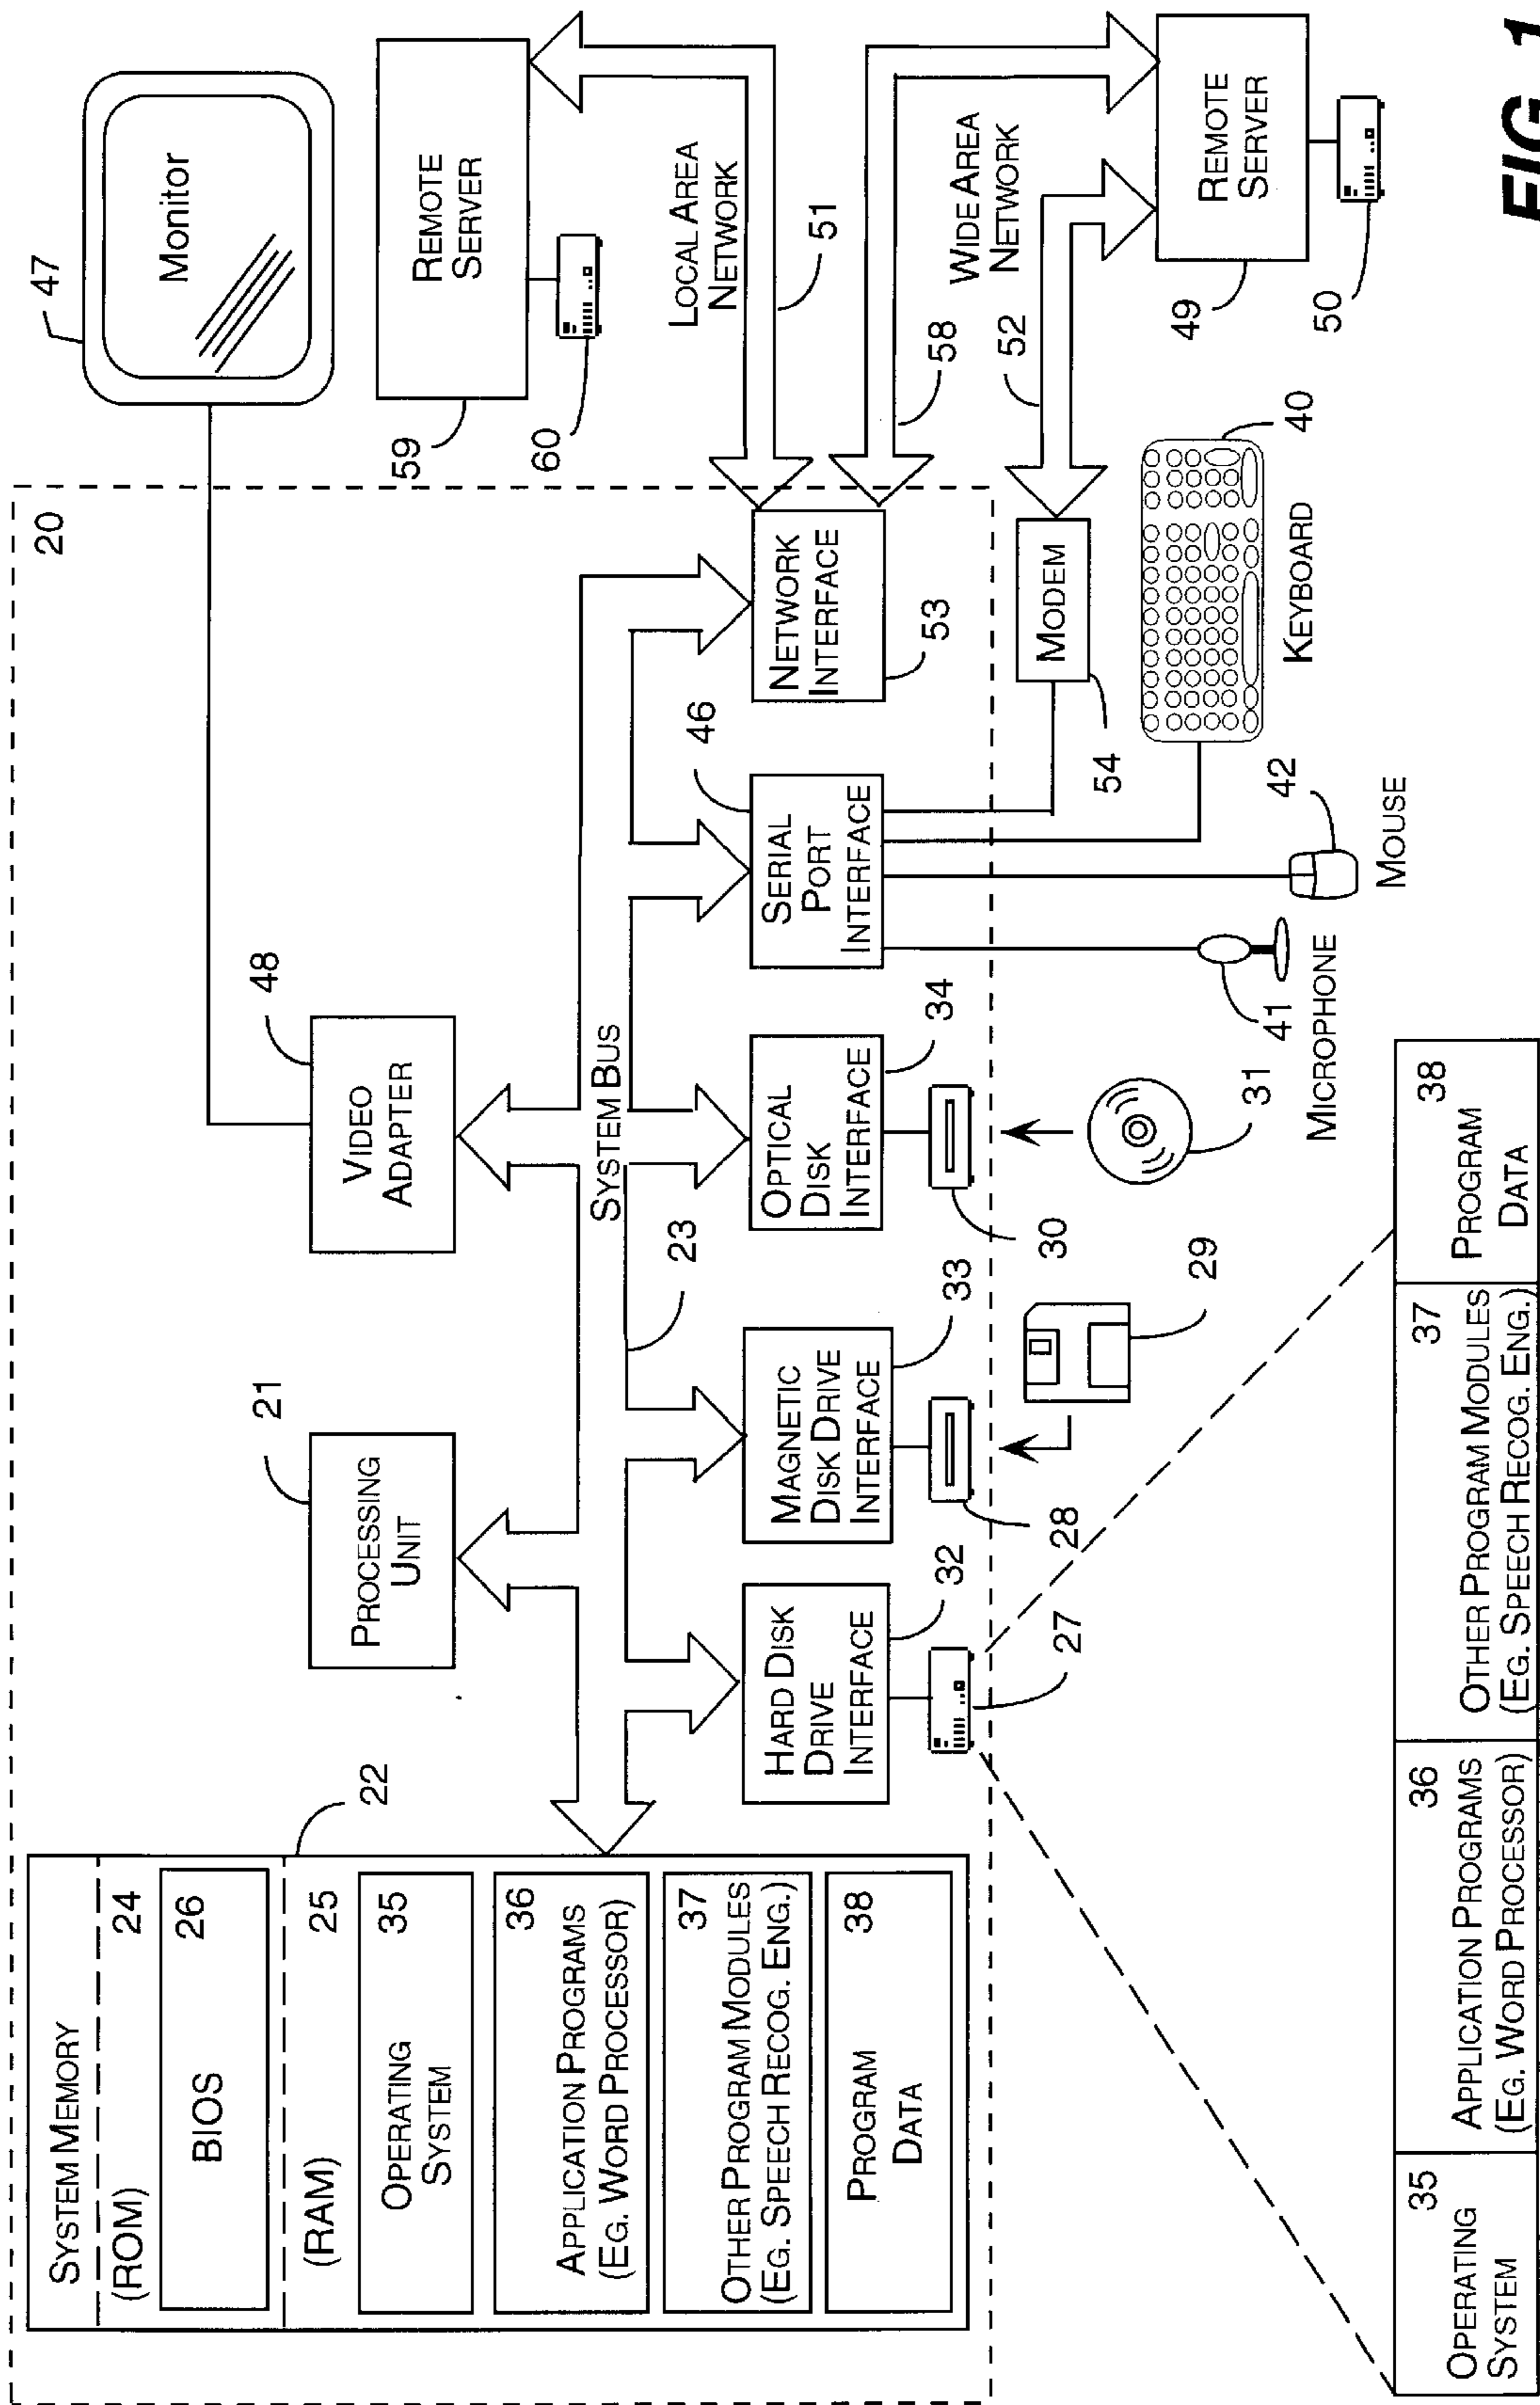 20
SYSTEM MEMORY
(ROM) 24
BIOS
26
22
(RAM) 25
OPERATING
SYSTEM
35
APPLICATION PROGRAMS
(EG. WORD PROCESSOR)
36
OTHER PROGRAM MODULES
(EG. SPEECH RECOG. ENG.)
37
PROGRAM
DATA
38
PROCESSING
UNIT
21
VIDEO
ADAPTER
48
Monitor
47
SYSTEM BUS
23
HARD DISK
DRIVE
INTERFACE
32
27
MAGNETIC
DISK DRIVE
INTERFACE
33
28
29
OPTICAL
DISK
INTERFACE
34
30
31
SERIAL
PORT
INTERFACE
46
NETWORK
INTERFACE
53
REMOTE
SERVER
59
60
LOCAL AREA
NETWORK
51
58
WIDE AREA
NETWORK
52
MODEM
54
REMOTE
SERVER
49
50
40
KEYBOARD
42
MOUSE
41
MICROPHONE
OPERATING
SYSTEM
35
APPLICATION PROGRAMS
(EG. WORD PROCESSOR)
36
OTHER PROGRAM MODULES
(EG. SPEECH RECOG. ENG.)
37
PROGRAM
DATA
38
FIG. 1